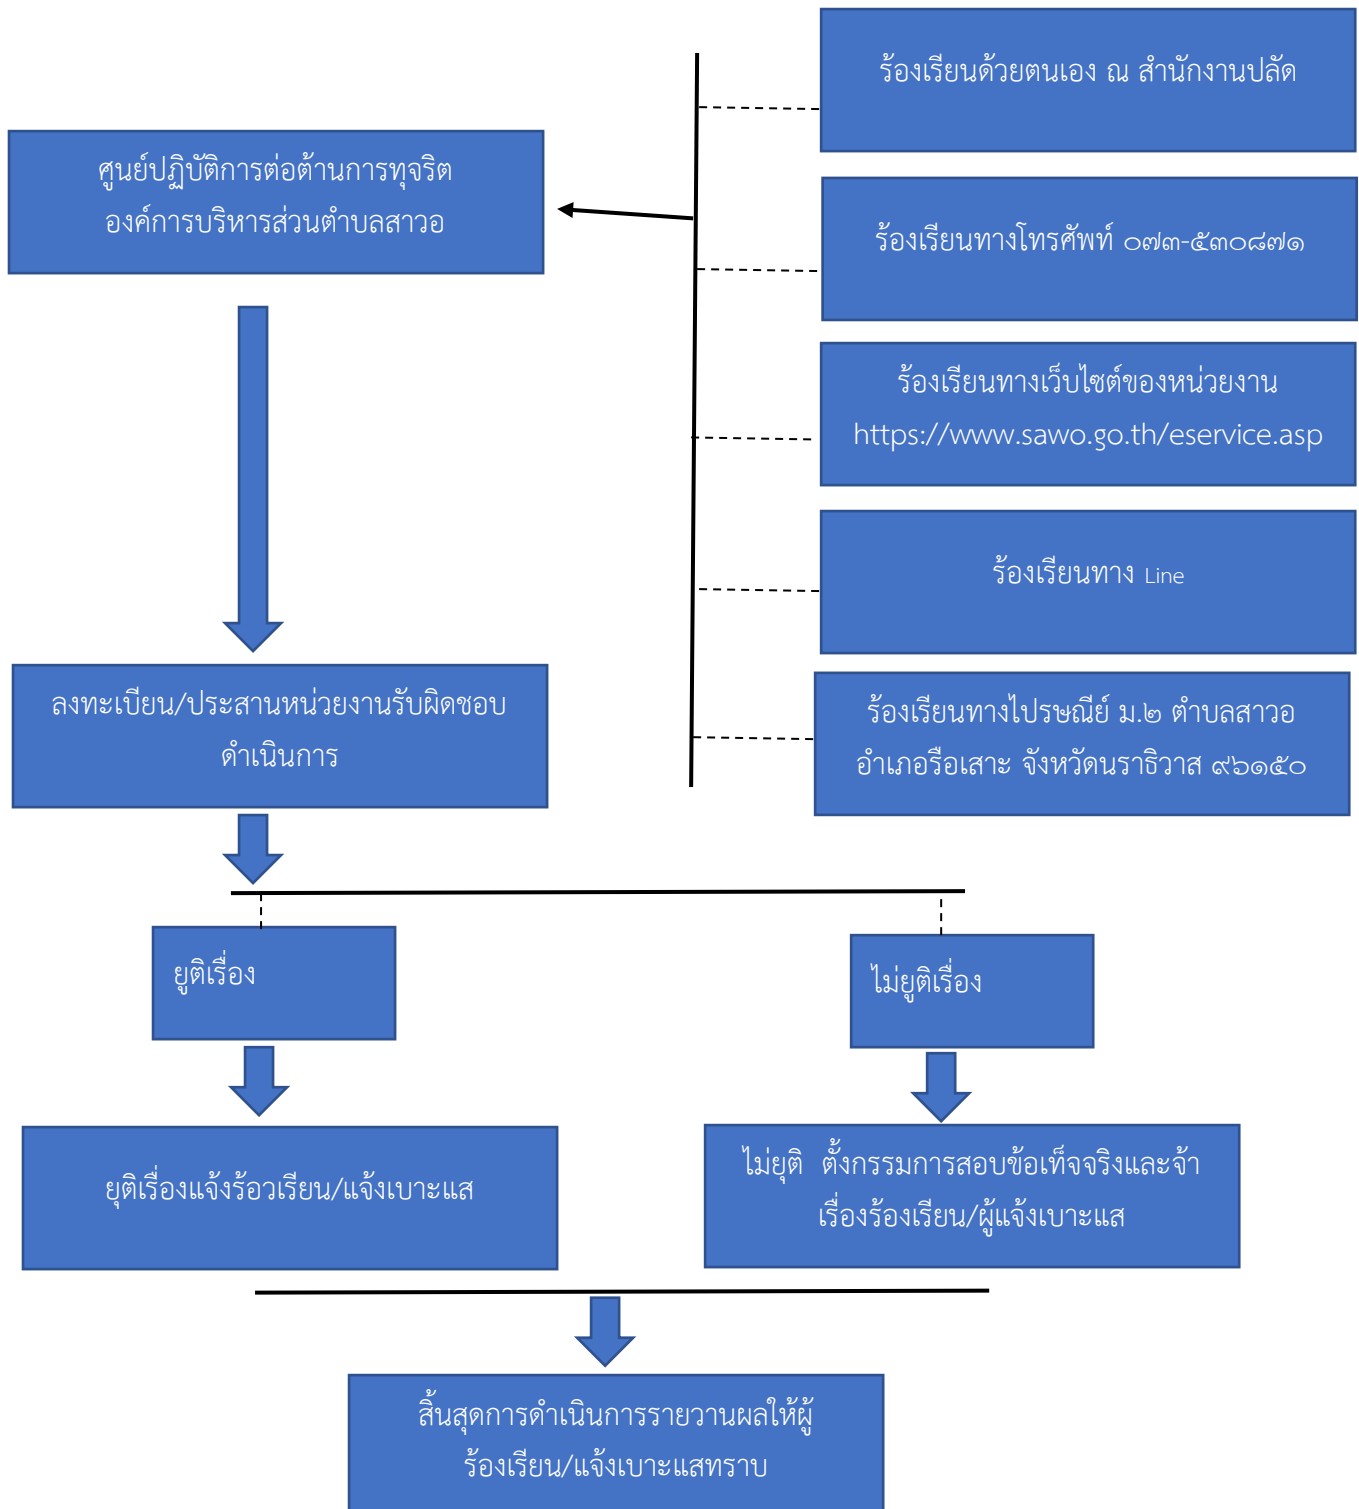 ร้องเรียนด้วยตนเอง ณ สำนักงานปลัด
ศูนย์ปฏิบัติการต่อต้านการทุจริต
องค์การบริหารส่วนตำบลสาวอ
ร้องเรียนทางโทรศัพท์ ๐๗๓-๕๓๐๘๗๑
ร้องเรียนทางเว็บไซต์ของหน่วยงาน
https://www.sawo.go.th/eservice.asp
ร้องเรียนทาง Line
ร้องเรียนทางไปรษณีย์ ม.๒ ตำบลสาวอ
อำเภอรือเสาะ จังหวัดนราธิวาส ๙๖๑๕๐
ลงทะเบียน/ประสานหน่วยงานรับผิดชอบ
ดำเนินการ
ยูติเรื่อง
ไม่ยูติเรื่อง
ยุติเรื่องแจ้งร้อวเรียน/แจ้งเบาะแส
ไม่ยุติ ตั้งกรรมการสอบข้อเท็จจริงและจ้า
เรื่องร้องเรียน/ผู้แจ้งเบาะแส
สิ้นสุดการดำเนินการรายวานผลให้ผู้
ร้องเรียน/แจ้งเบาะแสทราบ